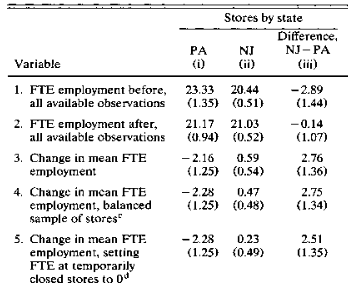 Stores by state
Difference,
PA NJ NJ − PA
Variable (i) (ii) (iii)
1. FTE employment before, 23.33 20.44 −2.89
all available observations (1.35) (0.51) (1.44)
2. FTE employment after, 21.17 21.03 −0.14
all available observations (0.94) (0.52) (1.07)
3. Change in mean FTE −2.16 0.59 2.76
employment (1.25) (0.54) (1.36)
4. Change in mean FTE −2.28 0.47 2.75
employment, balanced (1.25) (0.48) (1.34)
sample of stores^c
5. Change in mean FTE −2.28 0.23 2.51
employment, setting (1.25) (0.49) (1.35)
FTE at temporarily
closed stores to 0^d